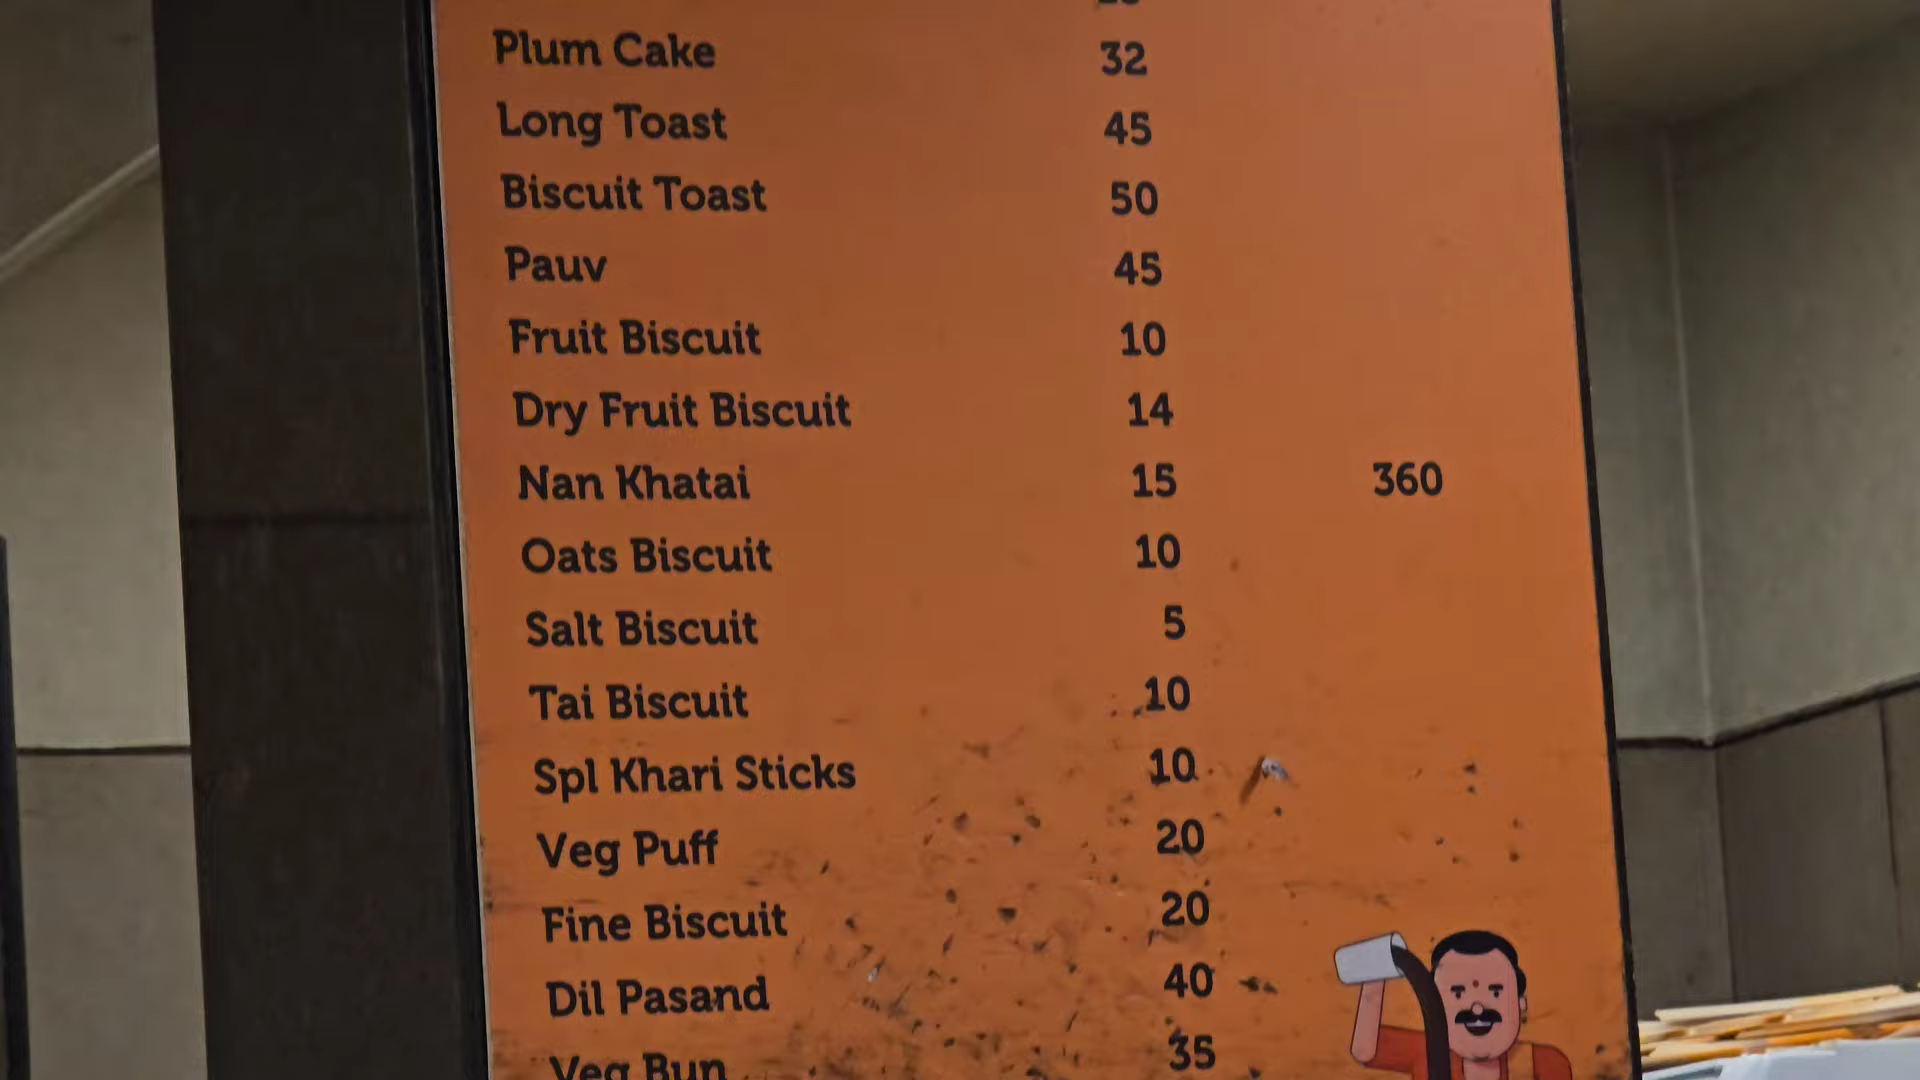 Plum Cake 32
Long Toast 45
Biscuit Toast 50
Pauv 45
Fruit Biscuit 10
Dry Fruit Biscuit 14
Nan Khatai 15 360
Oats Biscuit 10
Salt Biscuit 5
Tai Biscuit 10
Spl Khari Sticks 10
Veg Puff 20
Fine Biscuit 20
Dil Pasand 40
Veg Bun 35